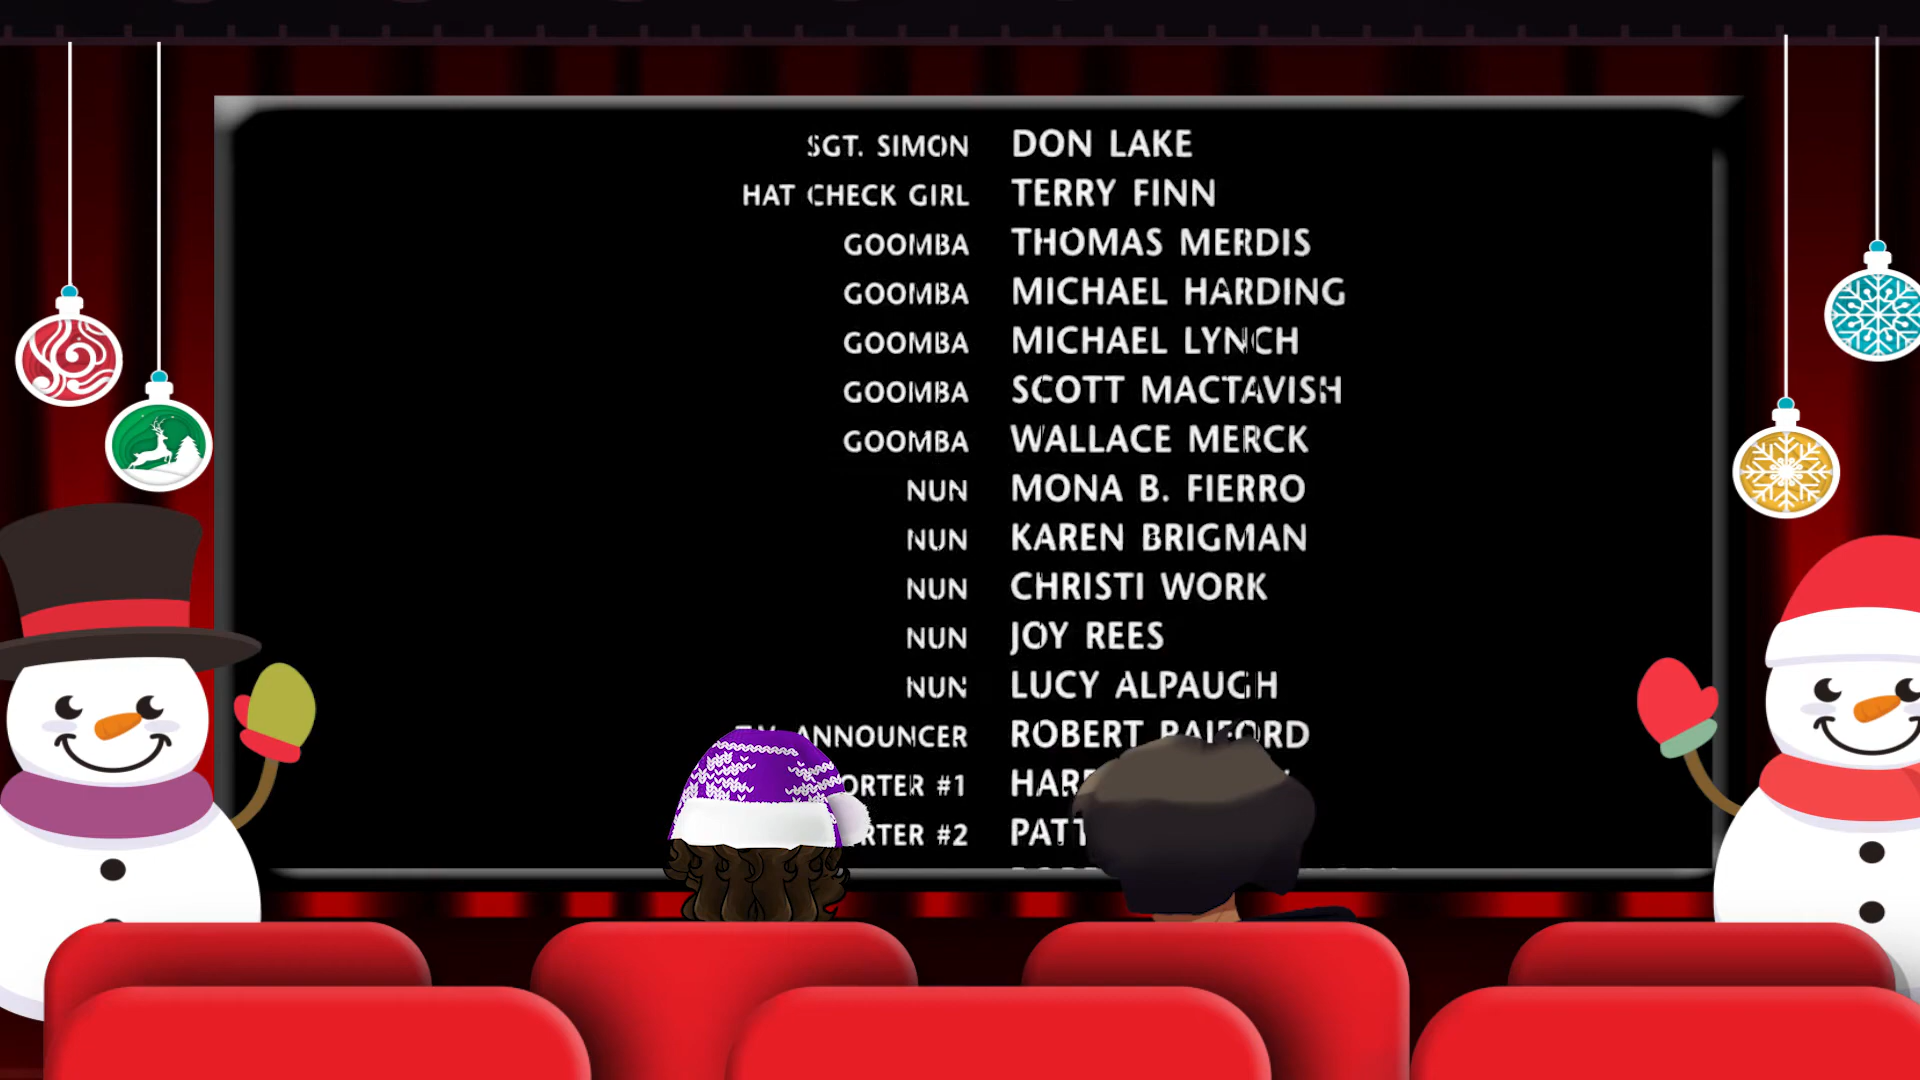 SGT. SIMON DON LAKE
HAT CHECK GIRL TERRY FINN
GOOMBA THOMAS MERDIS
GOOMBA MICHAEL HARDING
GOOMBA MICHAEL LYNCH
GOOMBA SCOTT MACTAVISH
GOOMBA WALLACE MERCK
NUN MONA B. FIERRO
NUN KAREN BRIGMAN
NUN CHRISTI WORK
NUN JOY REES
NUN LUCY ALPAUGH
ANNOUNCER ROBERT RAIFORD
#1
#2